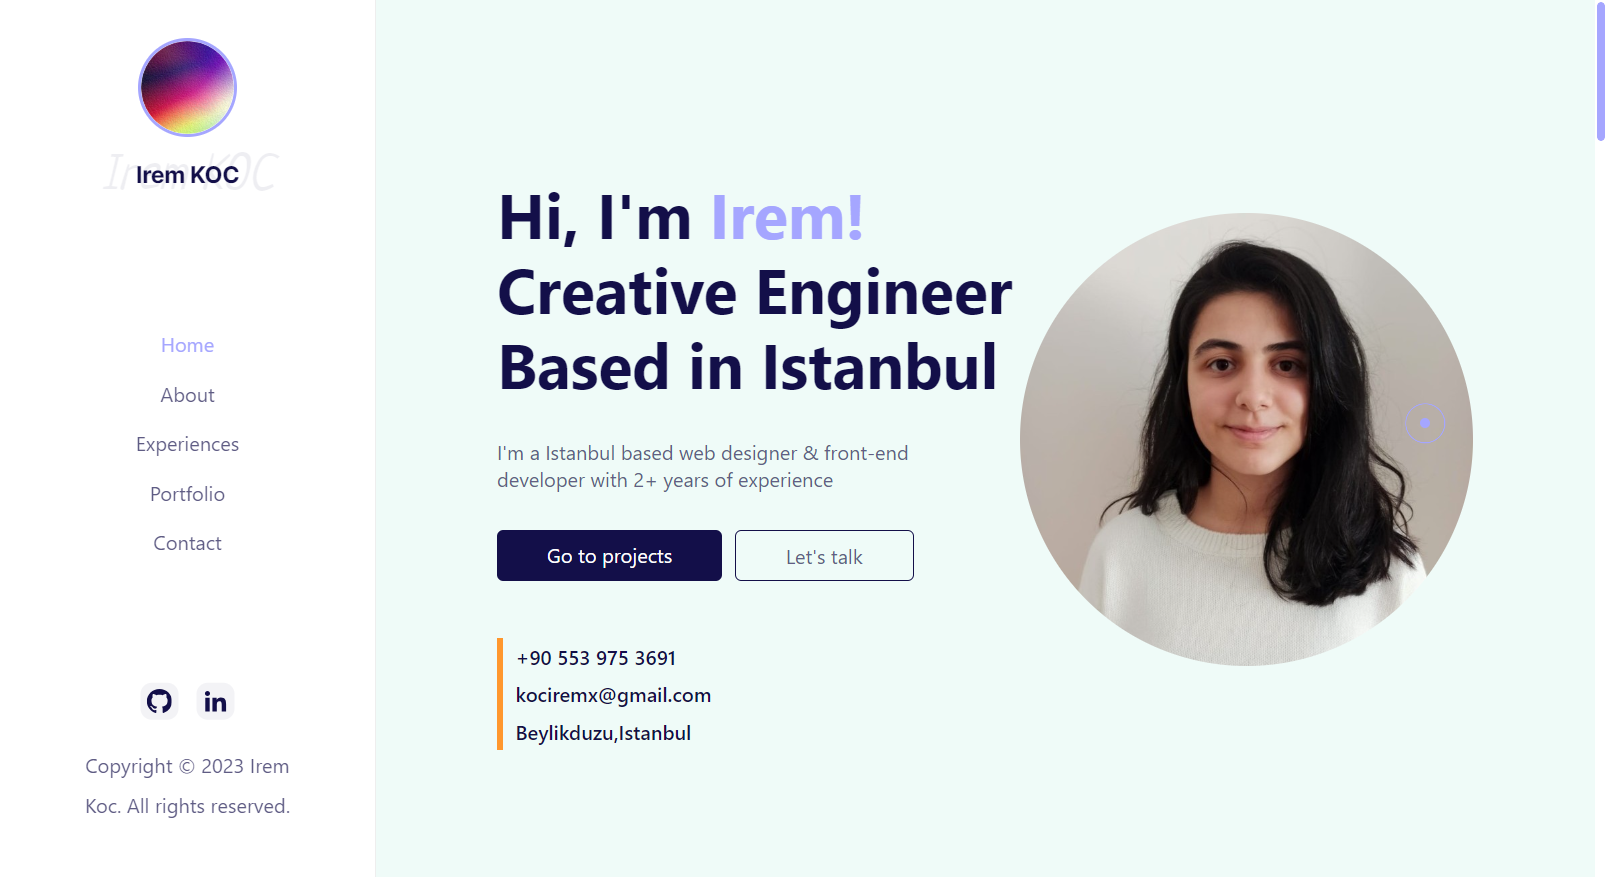 Irem KOC
Irem KOC
Home
About
Experiences
Portfolio
Contact
in
Copyright © 2023 Irem
Koc. All rights reserved.
Hi, I'm Irem!
Creative Engineer
Based in Istanbul
I'm a Istanbul based web designer & front-end
developer with 2+ years of experience
Go to projects
Let's talk
+90 553 975 3691
kociremx@gmail.com
Beylikduzu,Istanbul